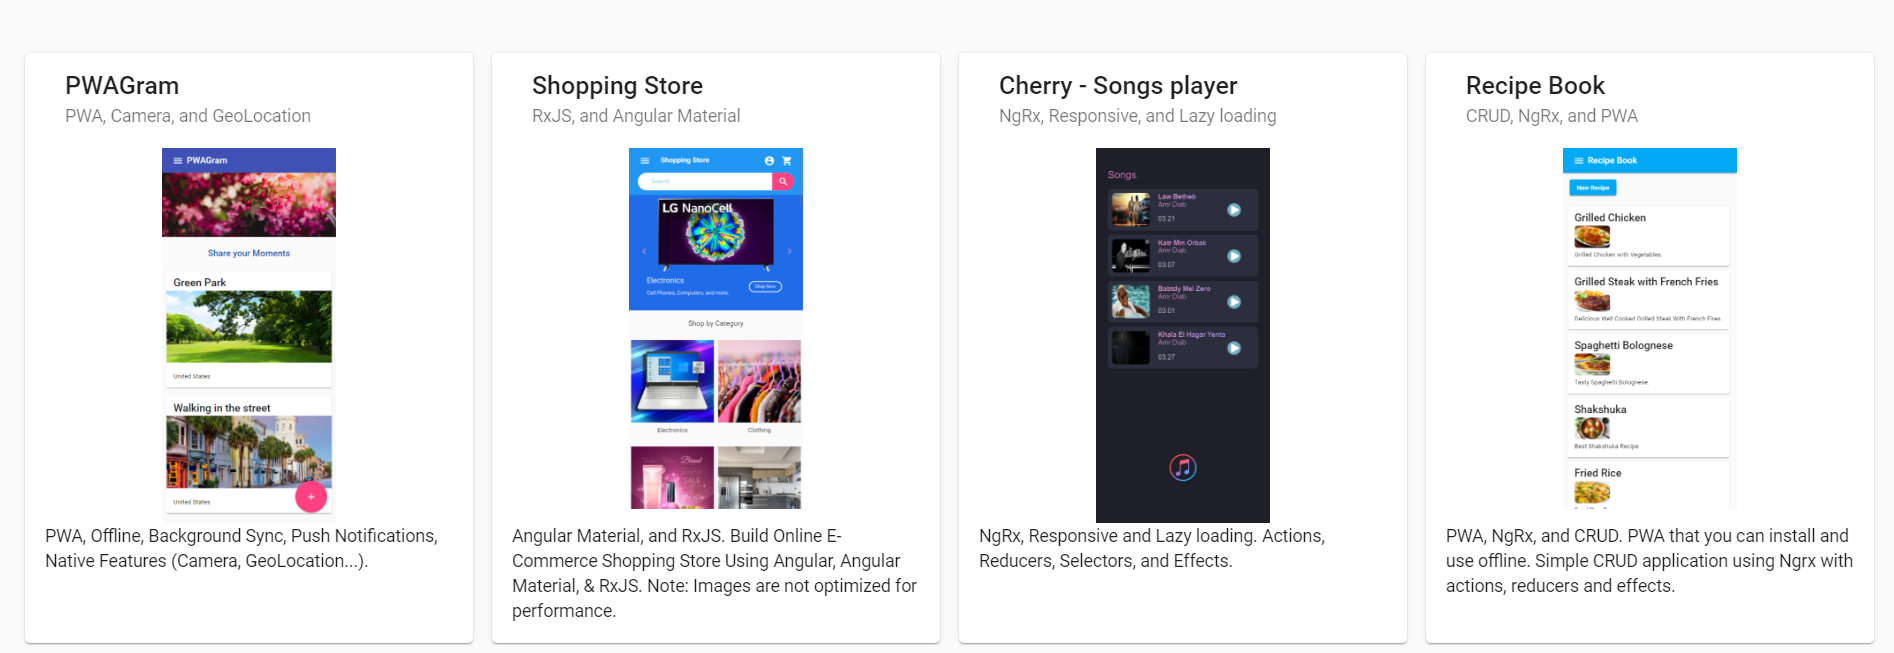 PWAGram
PWA, Camera, and GeoLocation
PWAGram
Share your Moments
Green Park
United States
Walking in the street
United States
+
PWA, Offline, Background Sync, Push Notifications,
Native Features (Camera, GeoLocation...).
Shopping Store
RxJS, and Angular Material
Shopping Store
Search
LG NanoCell
Electronics
Cell Phones, Computers, and more.
Shop Now
Shop by Category
Electronics
Clothing
Brand
SALE
Angular Material, and RxJS. Build Online E-
Commerce Shopping Store Using Angular, Angular
Material, & RxJS. Note: Images are not optimized for
performance.
Cherry - Songs player
NgRx, Responsive, and Lazy loading
Songs
Law Betheb
Amr Diab
03:21
Katr Min Orbak
Amr Diab
03:07
Babtdy Mel Zero
Amr Diab
03:01
Khala El Hagar Yenta
Amr Diab
03:27
NgRx, Responsive and Lazy loading. Actions,
Reducers, Selectors, and Effects.
Recipe Book
CRUD, NgRx, and PWA
Recipe Book
New Recipe
Grilled Chicken
Grilled Chicken with Vegetables.
Grilled Steak with French Fries
Delicious Well Cooked Grilled Steak With French Fires.
Spaghetti Bolognese
Tasty Spaghetti Bolognese.
Shakshuka
Best Shakshuka Recipe.
Fried Rice
PWA, NgRx, and CRUD. PWA that you can install and
use offline. Simple CRUD application using Ngrx with
actions, reducers and effects.